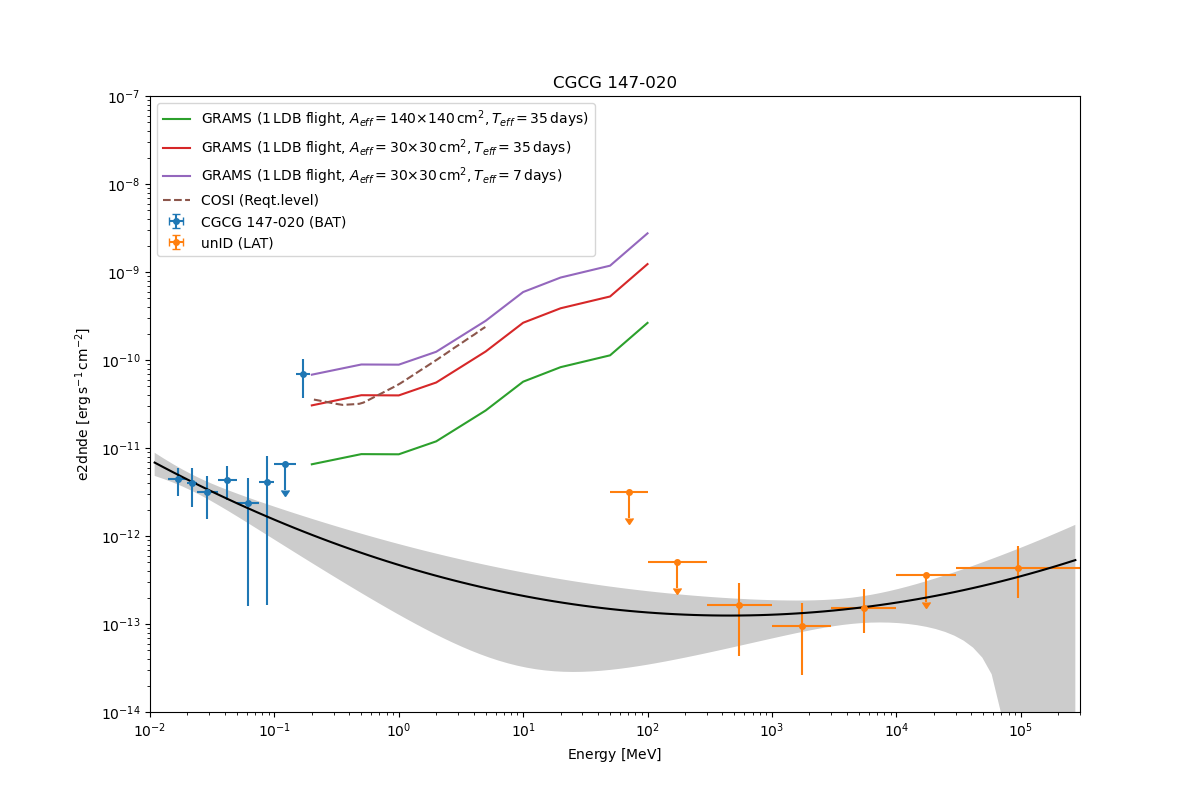 CGCG 147-020
10⁻⁷
10⁻⁸
10⁻⁹
10⁻¹⁰
10⁻¹¹
10⁻¹²
10⁻¹³
10⁻¹⁴
e2dnde [erg s⁻¹ cm⁻²]
GRAMS (1 LDB flight, A_eff = 140×140 cm², T_eff = 35 days)
GRAMS (1 LDB flight, A_eff = 30×30 cm², T_eff = 35 days)
GRAMS (1 LDB flight, A_eff = 30×30 cm², T_eff = 7 days)
COSI (Reqt.level)
CGCG 147-020 (BAT)
unID (LAT)
10⁻² 10⁻¹ 10⁰ 10¹ 10² 10³ 10⁴ 10⁵
Energy [MeV]